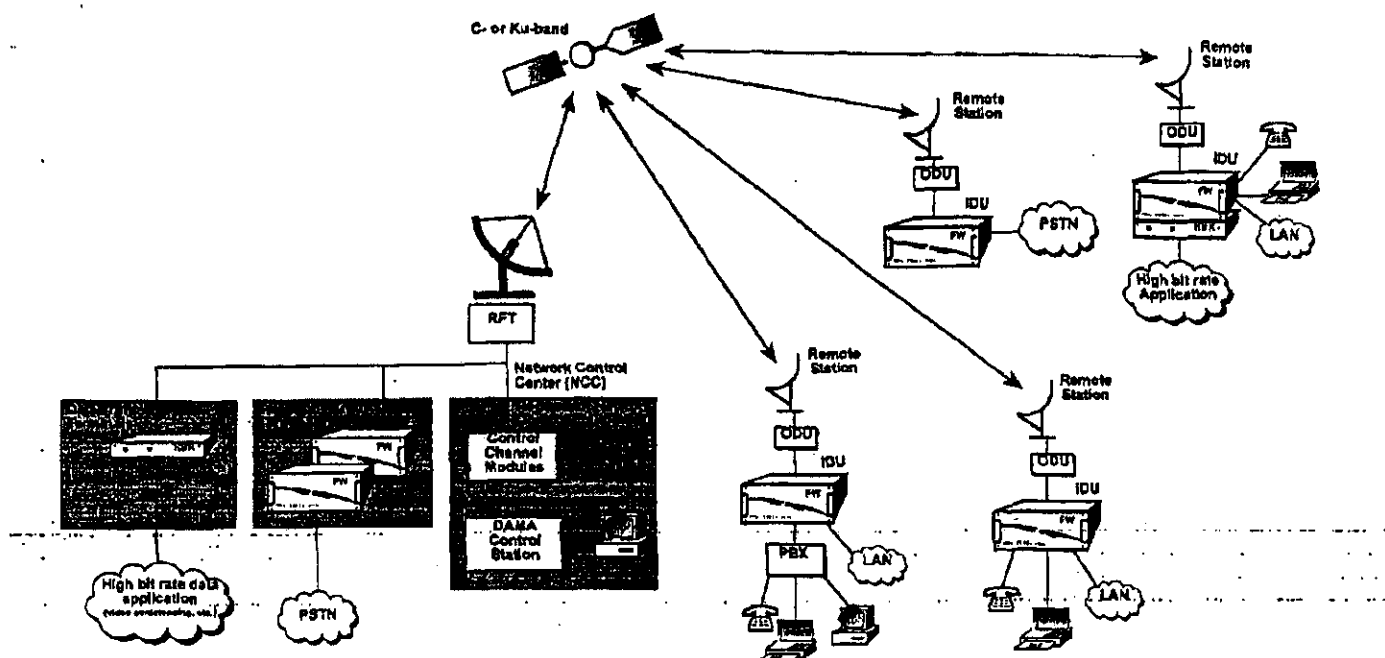 C- or Ku-band
Remote
Station
Remote
Station
ODU
IDU
FW
LAN
High bit rate
Application
ODU
IDU
FW
PSTN
RFT
Network Control
Center (NCC)
Control
Channel
Modules
DAMA
Control
Station
FW
FW
High bit rate data
application
PSTN
Remote
Station
ODU
IDU
FW
PBX
LAN
Remote
Station
ODU
IDU
FW
LAN